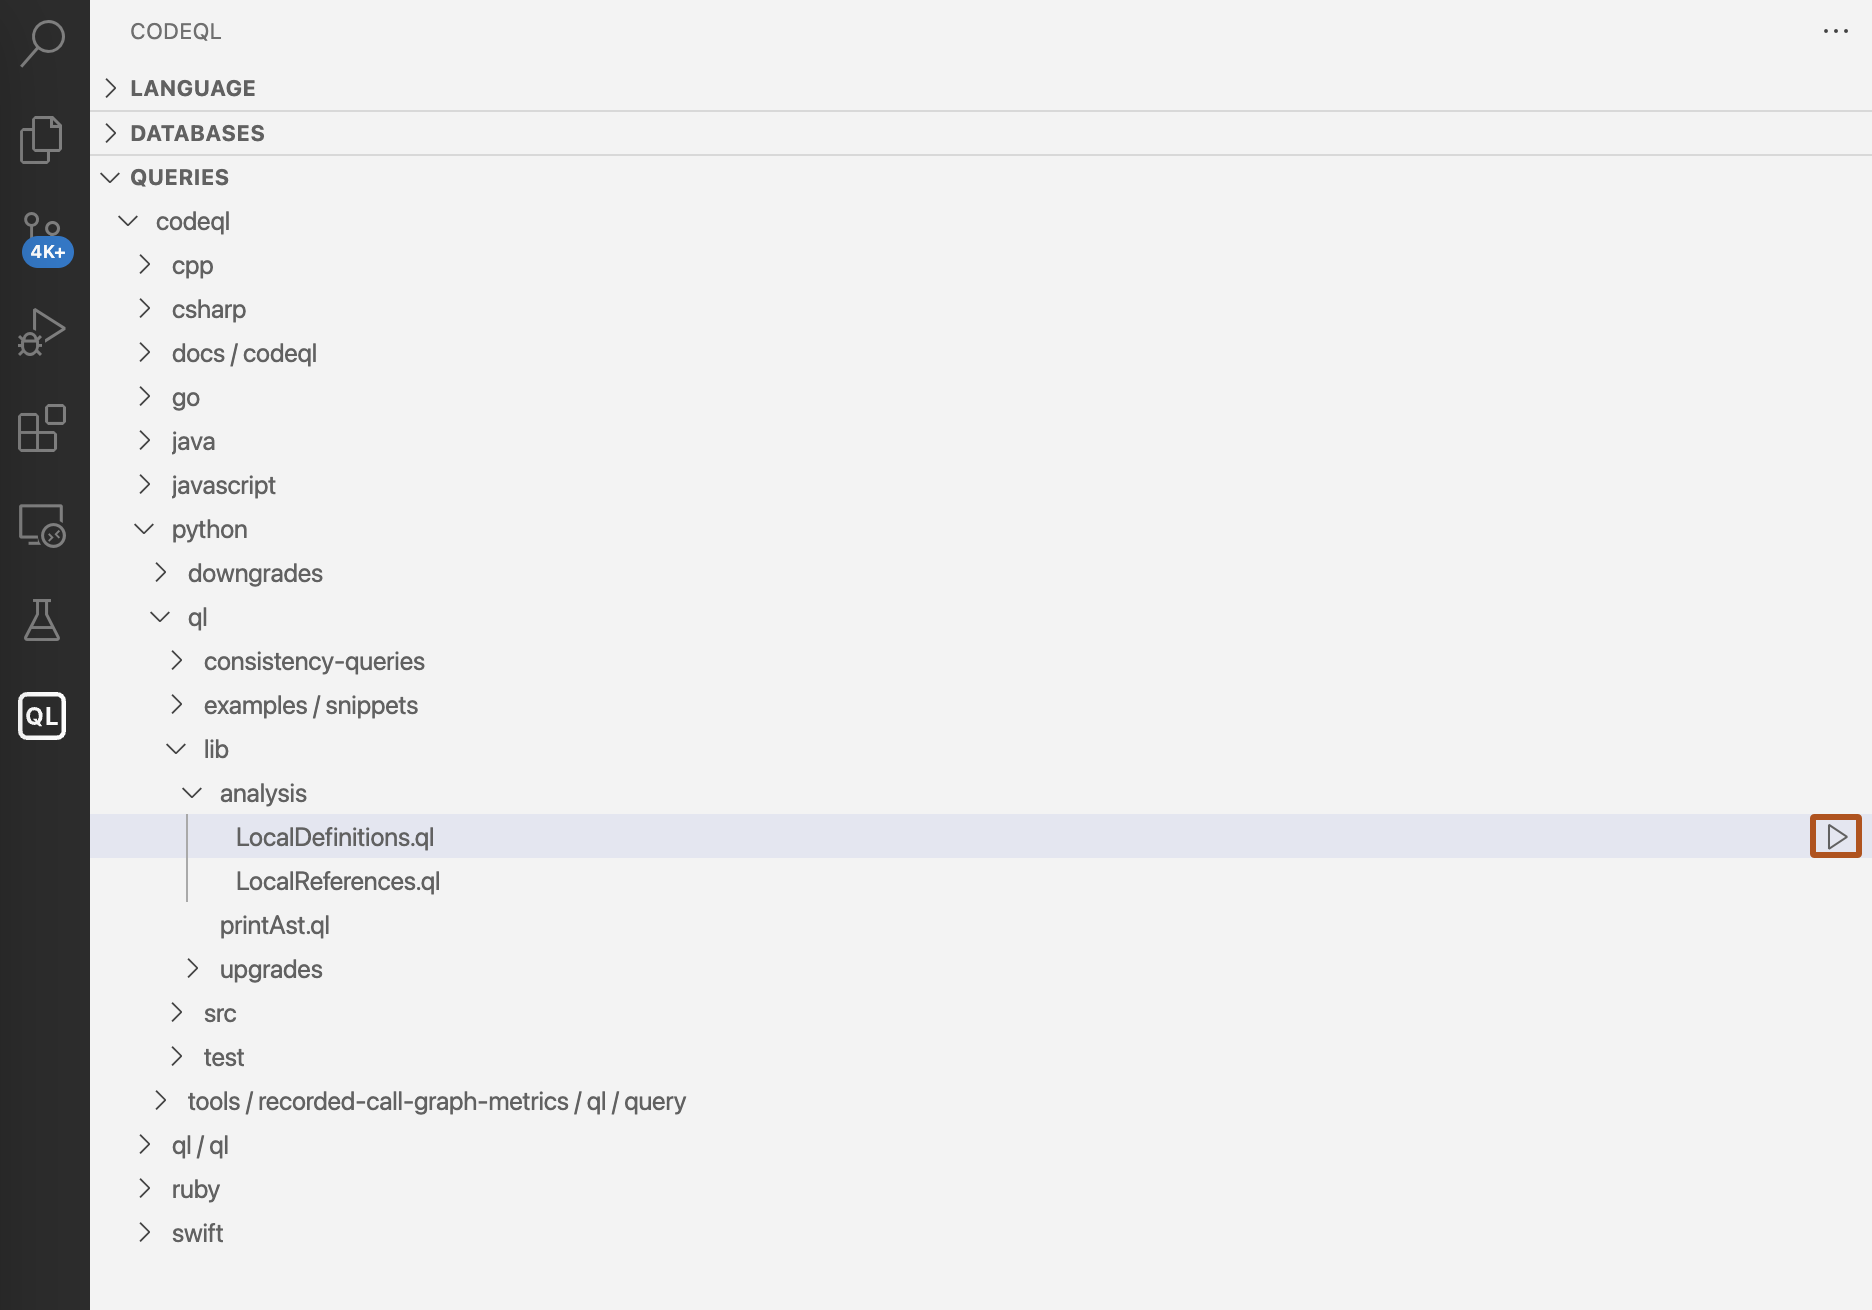 CODEQL
LANGUAGE
DATABASES
QUERIES
codeql
cpp
csharp
docs / codeql
go
java
javascript
python
downgrades
ql
consistency-queries
examples / snippets
lib
analysis
LocalDefinitions.ql
LocalReferences.ql
printAst.ql
upgrades
src
test
tools / recorded-call-graph-metrics / ql / query
ql / ql
ruby
swift
4K+
QL